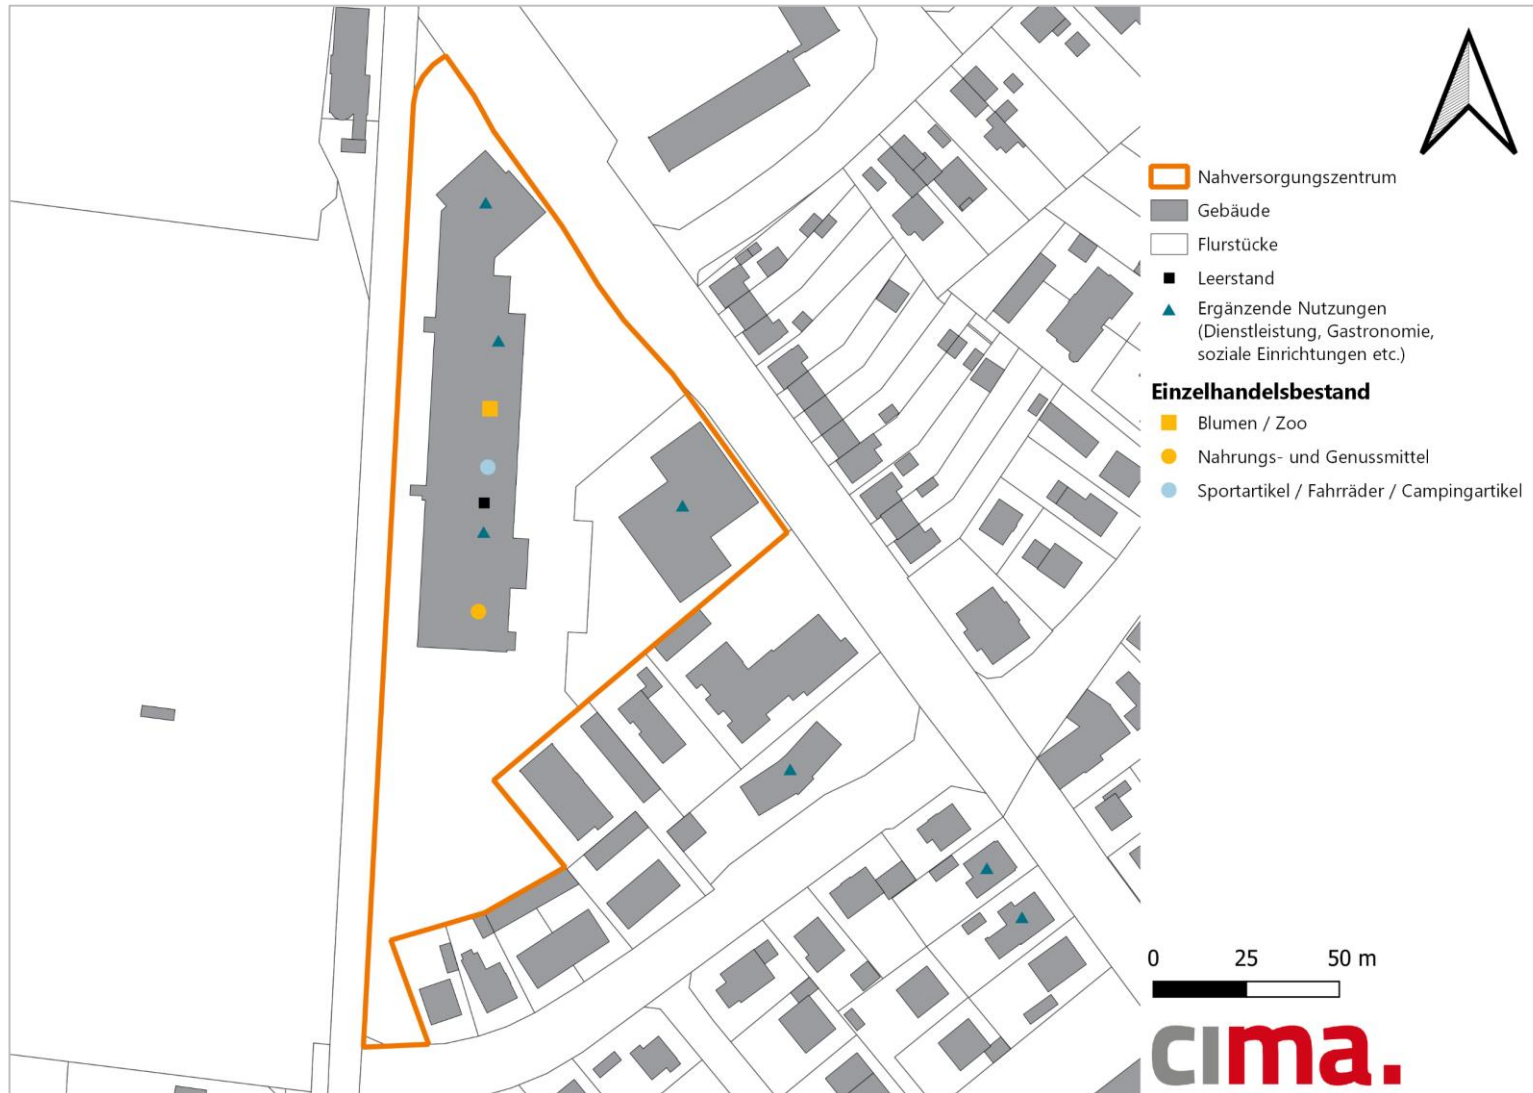 Nahversorgungszentrum
Gebäude
Flurstücke
Leerstand
Ergänzende Nutzungen
(Dienstleistung, Gastronomie,
soziale Einrichtungen etc.)
Einzelhandelsbestand
Blumen / Zoo
Nahrungs- und Genussmittel
Sportartikel / Fahrräder / Campingartikel
0 25 50 m
cima.